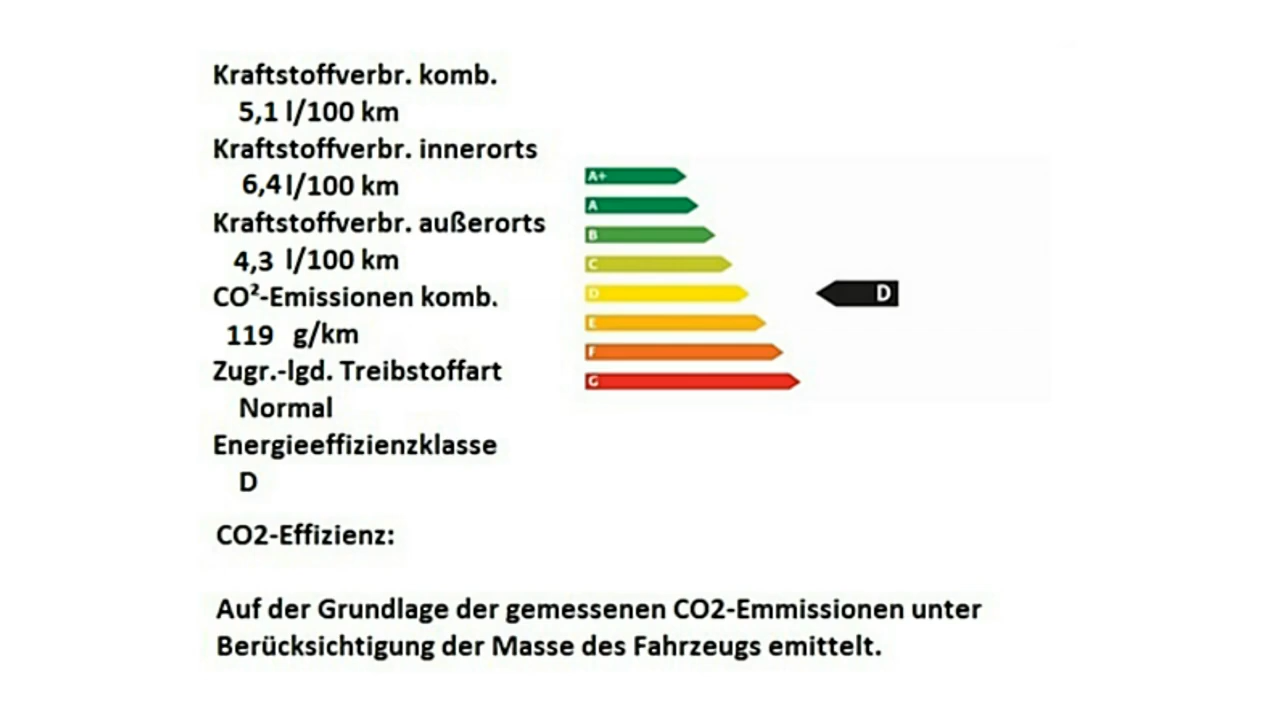 Kraftstoffverbr. komb.
5,1 l/100 km
Kraftstoffverbr. innerorts
6,4 l/100 km
Kraftstoffverbr. außerorts
4,3 l/100 km
CO²-Emissionen komb.
119 g/km
Zugr.-lgd. Treibstoffart
Normal
Energieeffizienzklasse
D
A+
A
B
C
D
D
E
F
G
CO2-Effizienz:
Auf der Grundlage der gemessenen CO2-Emmissionen unter
Berücksichtigung der Masse des Fahrzeugs emittelt.